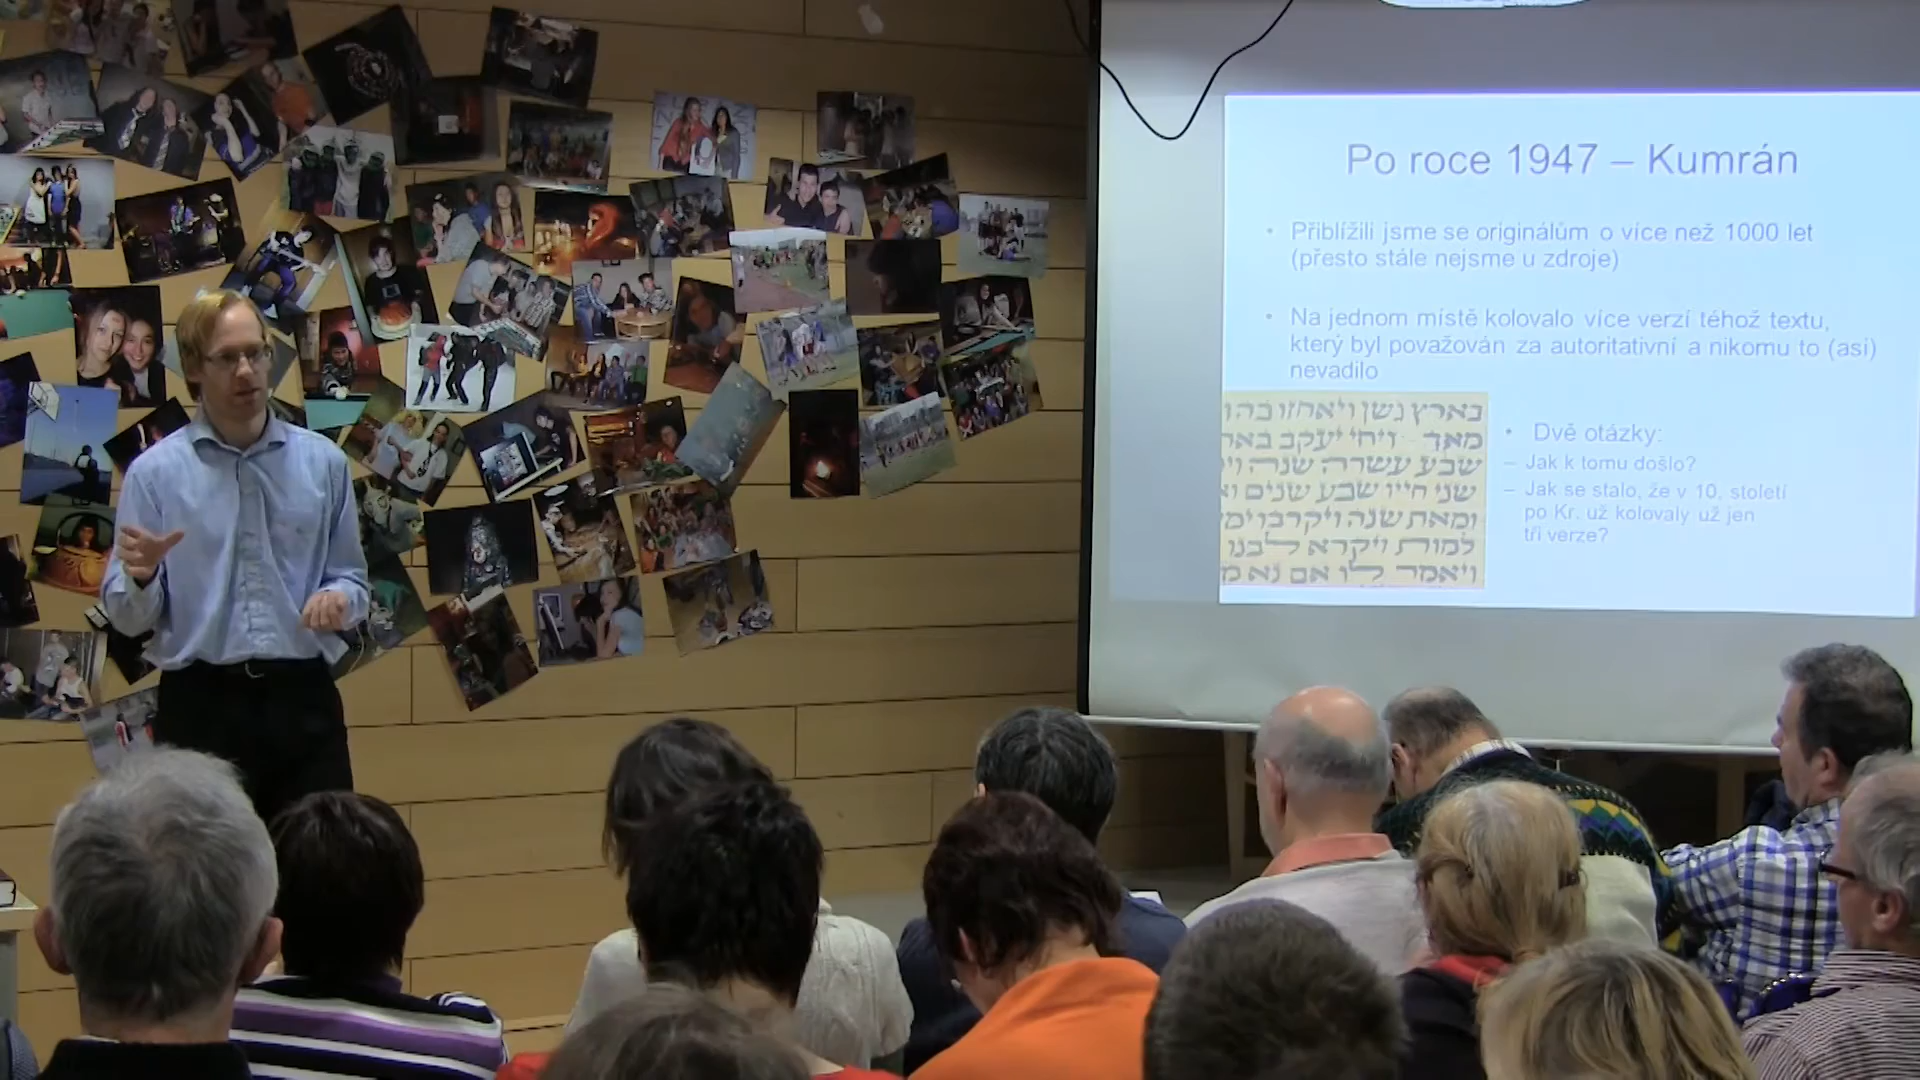 Po roce 1947 – Kumrán
• Přiblížili jsme se originálům o více než 1000 let
(přesto stále nejsme u zdroje)
• Na jednom místě kolovalo více verzí téhož textu,
který byl považován za autoritativní a nikomu to (asi)
nevadilo
בארץ גשן ויאחזו בה ו
מאד ויחי יעקב באר
שבע עשרה שנה וי
שני חייו שבע שנים ו
ומאת שנה ויקרבו ימ
למות ויקרא לבנו
ויאמר לו אם נא מ
• Dvě otázky:
– Jak k tomu došlo?
– Jak se stalo, že v 10. století
po Kr. už kolovaly už jen
tři verze?